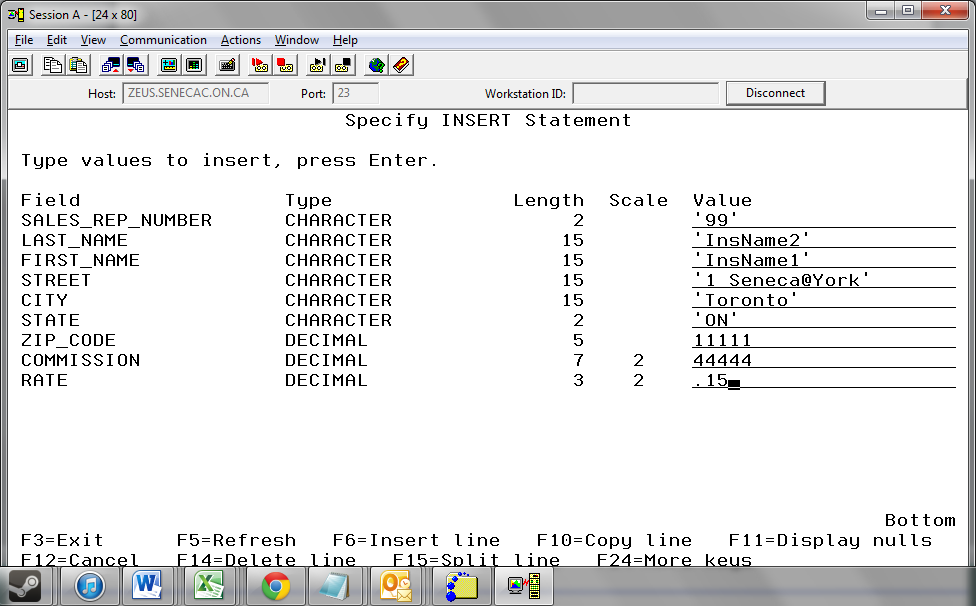 Session A - [24 x 80]
File Edit View Communication Actions Window Help
Host: ZEUS.SENECAC.ON.CA Port: 23 Workstation ID: Disconnect
Specify INSERT Statement
Type values to insert, press Enter.
Field Type Length Scale Value
SALES_REP_NUMBER CHARACTER 2 '99'
LAST_NAME CHARACTER 15 'InsName2'
FIRST_NAME CHARACTER 15 'InsName1'
STREET CHARACTER 15 '1 Seneca@York'
CITY CHARACTER 15 'Toronto'
STATE CHARACTER 2 'ON'
ZIP_CODE DECIMAL 5 11111
COMMISSION DECIMAL 7 2 44444
RATE DECIMAL 3 2 .15
Bottom
F3=Exit F5=Refresh F6=Insert line F10=Copy line F11=Display nulls
F12=Cancel F14=Delete line F15=Split line F24=More keys